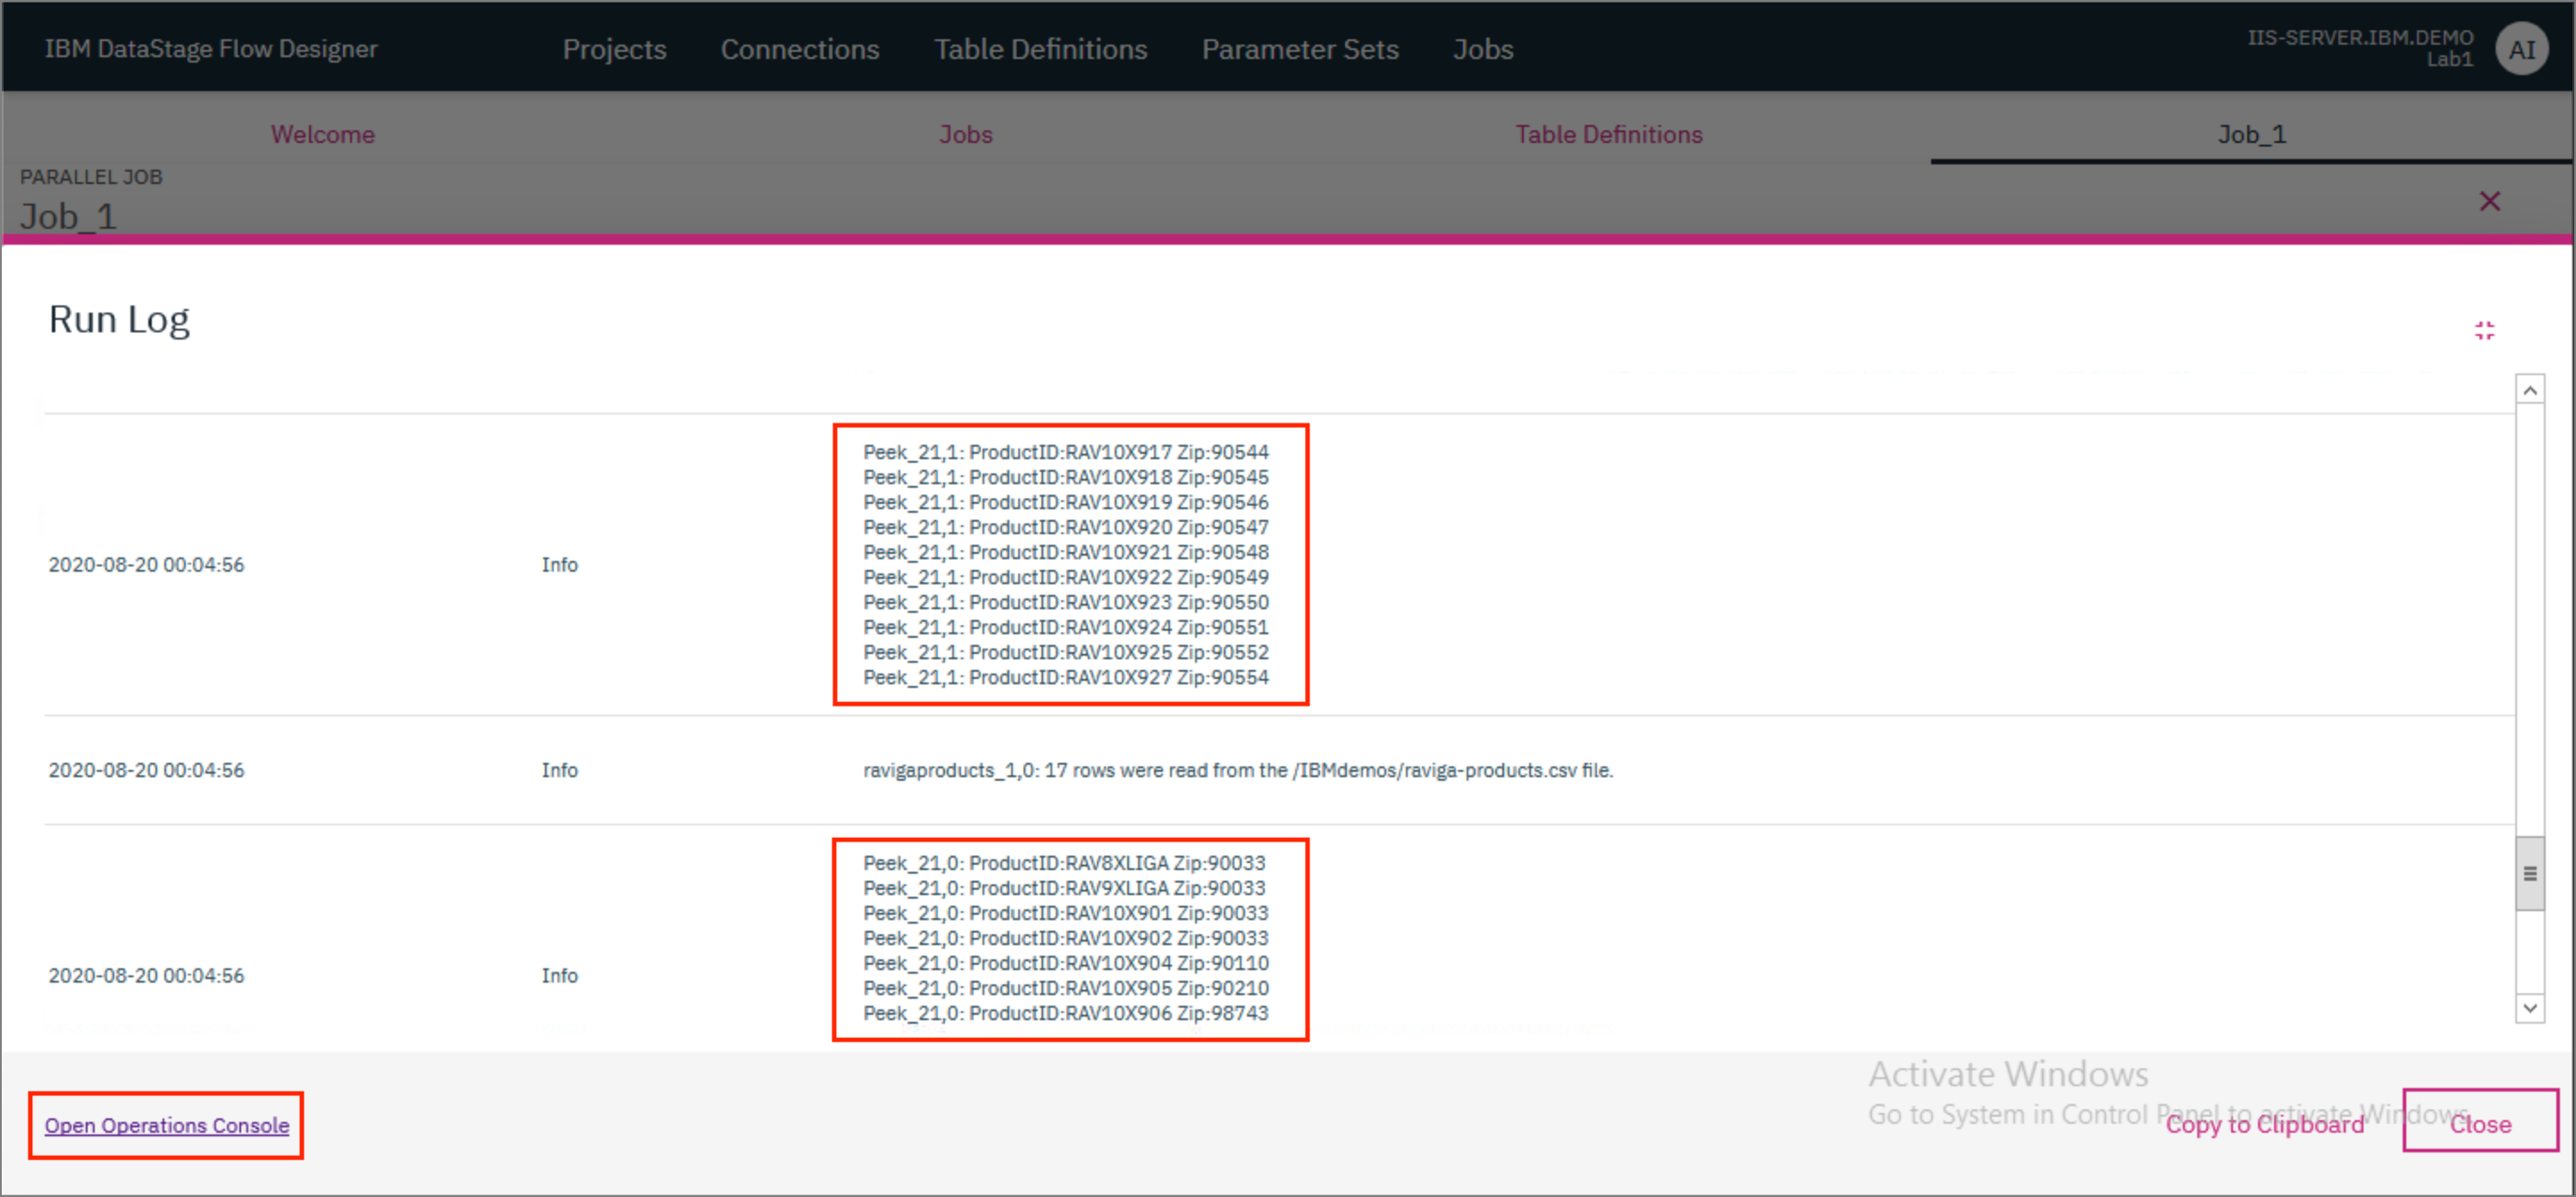 IBM DataStage Flow Designer
Projects
Connections
Table Definitions
Parameter Sets
Jobs
IIS-SERVER.IBM.DEMO
Lab1
AI
Welcome
Jobs
Table Definitions
Job_1
PARALLEL JOB
Job_1
Run Log
2020-08-20 00:04:56
Info
Peek_21,1: ProductID:RAV10X917 Zip:90544
Peek_21,1: ProductID:RAV10X918 Zip:90545
Peek_21,1: ProductID:RAV10X919 Zip:90546
Peek_21,1: ProductID:RAV10X920 Zip:90547
Peek_21,1: ProductID:RAV10X921 Zip:90548
Peek_21,1: ProductID:RAV10X922 Zip:90549
Peek_21,1: ProductID:RAV10X923 Zip:90550
Peek_21,1: ProductID:RAV10X924 Zip:90551
Peek_21,1: ProductID:RAV10X925 Zip:90552
Peek_21,1: ProductID:RAV10X927 Zip:90554
2020-08-20 00:04:56
Info
ravigaproducts_1,0: 17 rows were read from the /IBMdemos/raviga-products.csv file.
2020-08-20 00:04:56
Info
Peek_21,0: ProductID:RAV8XLIGA Zip:90033
Peek_21,0: ProductID:RAV9XLIGA Zip:90033
Peek_21,0: ProductID:RAV10X901 Zip:90033
Peek_21,0: ProductID:RAV10X902 Zip:90033
Peek_21,0: ProductID:RAV10X904 Zip:90110
Peek_21,0: ProductID:RAV10X905 Zip:90210
Peek_21,0: ProductID:RAV10X906 Zip:98743
Activate Windows
Go to System in Control Panel to activate Windows.
Open Operations Console
Copy to Clipboard
Close